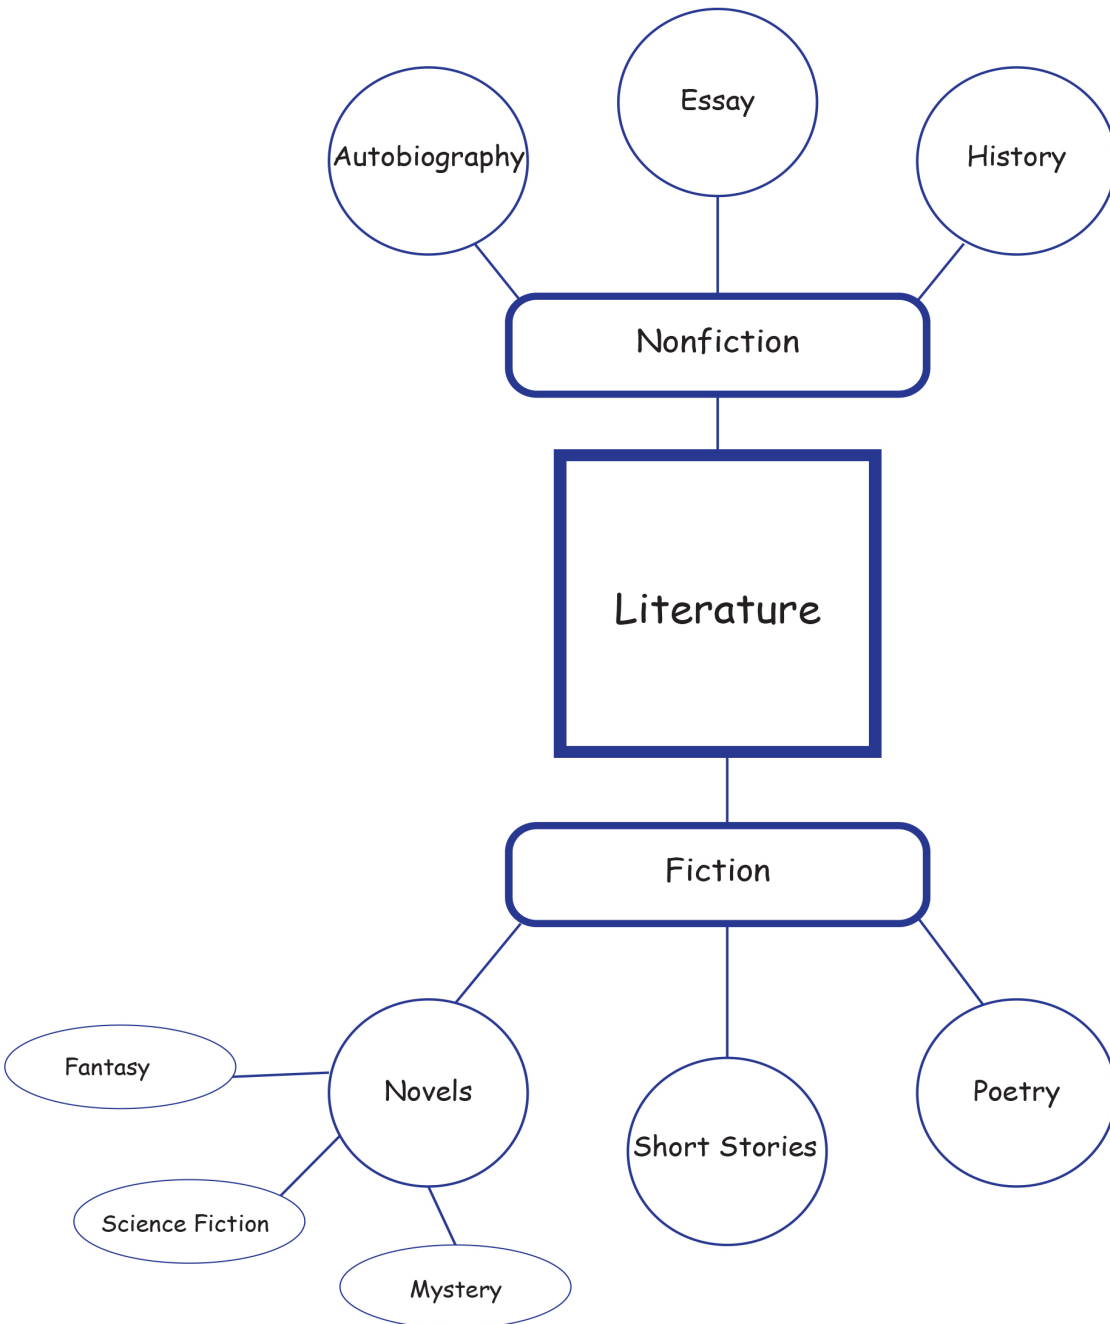 Essay
Autobiography
History
Nonfiction
Literature
Fiction
Fantasy
Novels
Poetry
Short Stories
Science Fiction
Mystery